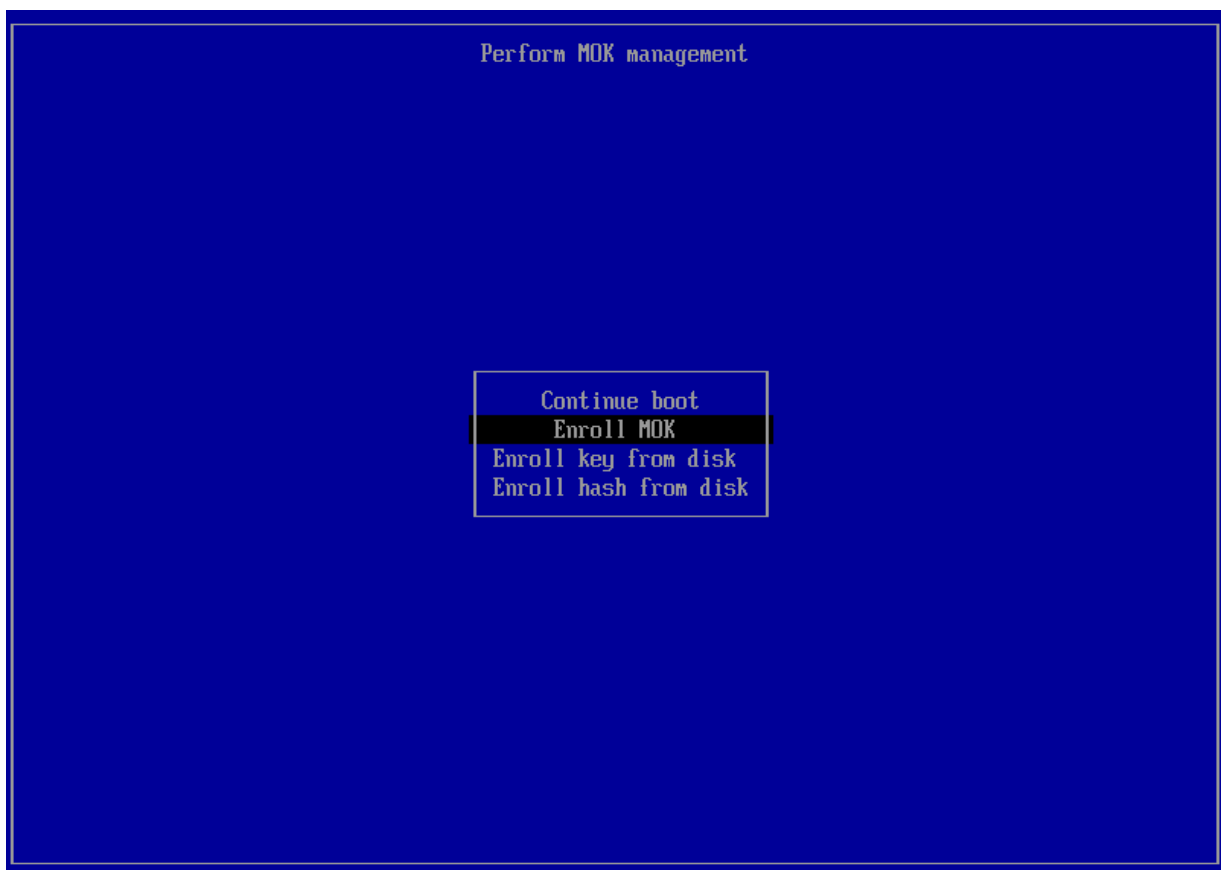 Perform MOK management
Continue boot
Enroll MOK
Enroll key from disk
Enroll hash from disk